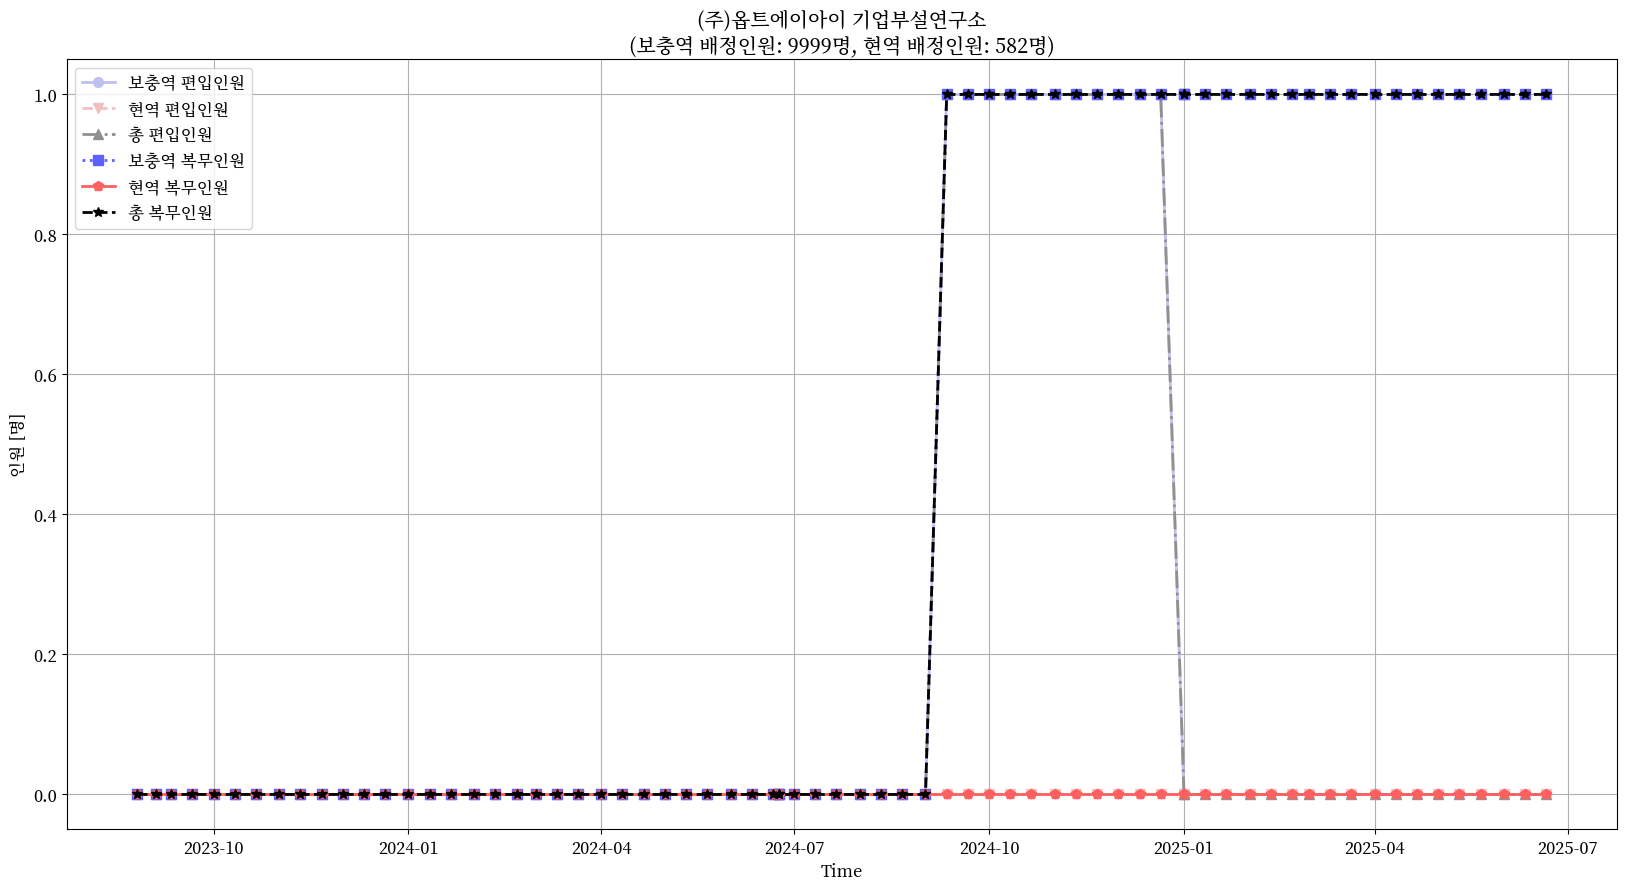 (주)옵트에이아이 기업부설연구소
(보충역 배정인원: 9999명, 현역 배정인원: 582명)
보충역 편입인원
현역 편입인원
총 편입인원
보충역 복무인원
현역 복무인원
총 복무인원
1.0
0.8
0.6
0.4
0.2
0.0
인원 [명]
2023-10
2024-01
2024-04
2024-07
2024-10
2025-01
2025-04
2025-07
Time